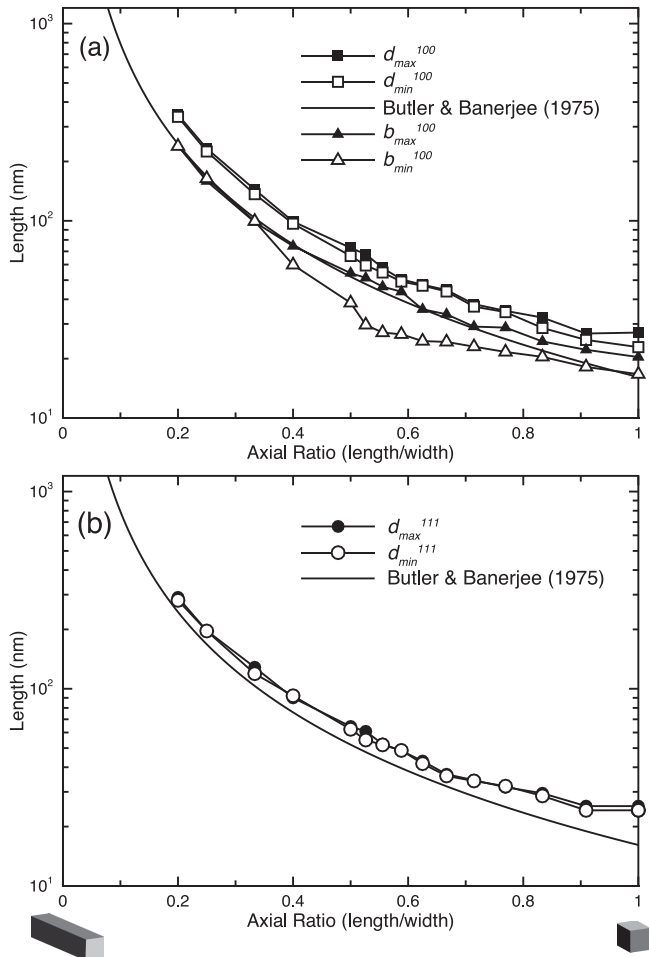 (a)
10³
10²
10¹
Length (nm)
d_max^100
d_min^100
Butler & Banerjee (1975)
b_max^100
b_min^100
0 0.2 0.4 0.6 0.8 1
Axial Ratio (length/width)
(b)
10³
10²
10¹
Length (nm)
d_max^111
d_min^111
Butler & Banerjee (1975)
0 0.2 0.4 0.6 0.8 1
Axial Ratio (length/width)